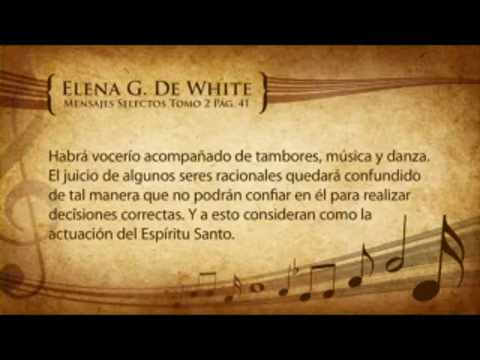 Elena G. De White
Mensajes Selectos Tomo 2 Pág. 41
Habrá vocerío acompañado de tambores, música y danza.
El juicio de algunos seres racionales quedará confundido
de tal manera que no podrán confiar en él para realizar
decisiones correctas. Y a esto consideran como la
actuación del Espíritu Santo.